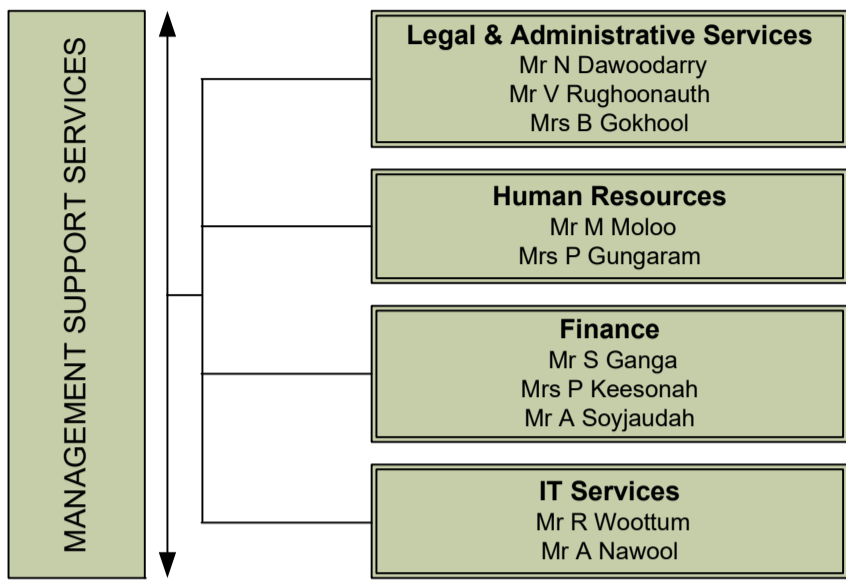 MANAGEMENT SUPPORT SERVICES
Legal & Administrative Services
Mr N Dawoodarry
Mr V Rughoonauth
Mrs B Gokhool
Human Resources
Mr M Moloo
Mrs P Gungaram
Finance
Mr S Ganga
Mrs P Keesonah
Mr A Soyjaudah
IT Services
Mr R Woottum
Mr A Nawool